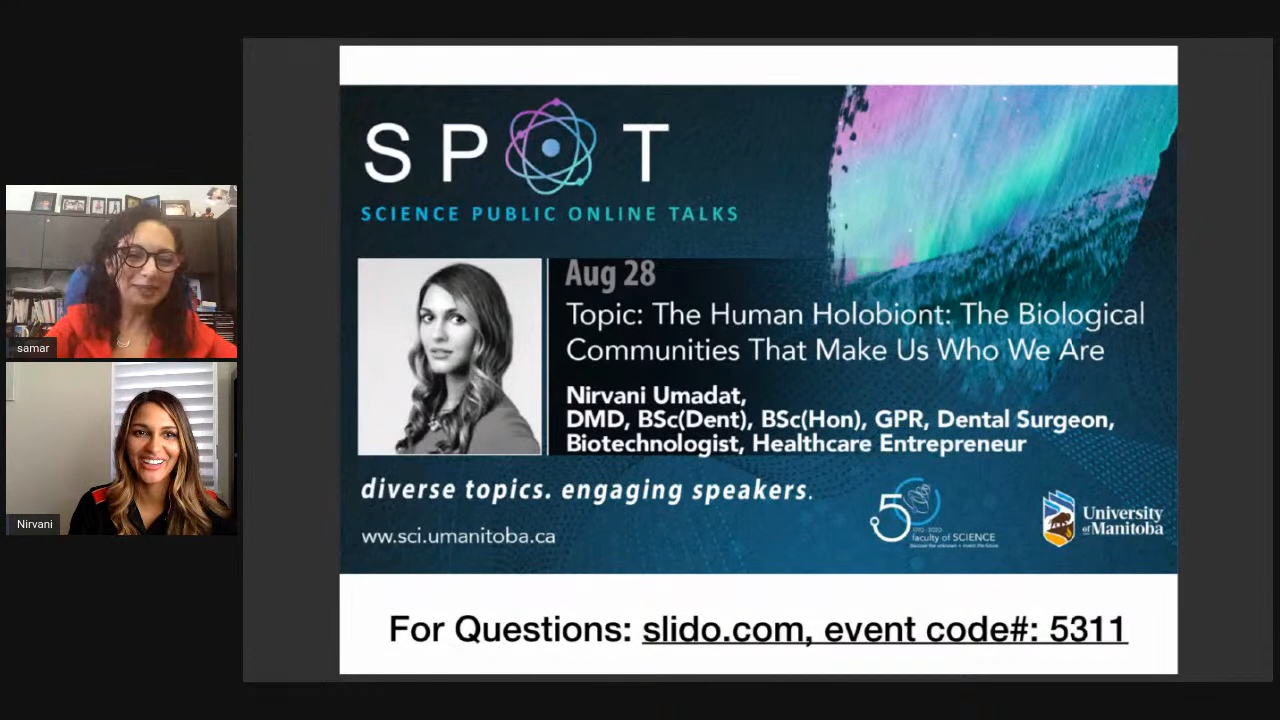 SPOT
SCIENCE PUBLIC ONLINE TALKS
Aug 28
Topic: The Human Holobiont: The Biological
Communities That Make Us Who We Are
Nirvani Umadat,
DMD, BSc(Dent), BSc(Hon), GPR, Dental Surgeon,
Biotechnologist, Healthcare Entrepreneur
diverse topics. engaging speakers.
ww.sci.umanitoba.ca
50
faculty of SCIENCE
University
of Manitoba
samar
Nirvani
For Questions: slido.com, event code#: 5311